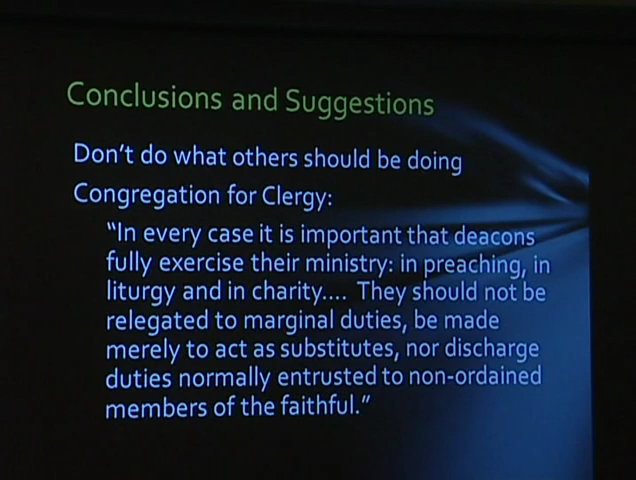 Conclusions and Suggestions
Don't do what others should be doing
Congregation for Clergy:
"In every case it is important that deacons
fully exercise their ministry: in preaching, in
liturgy and in charity.... They should not be
relegated to marginal duties, be made
merely to act as substitutes, nor discharge
duties normally entrusted to non-ordained
members of the faithful."